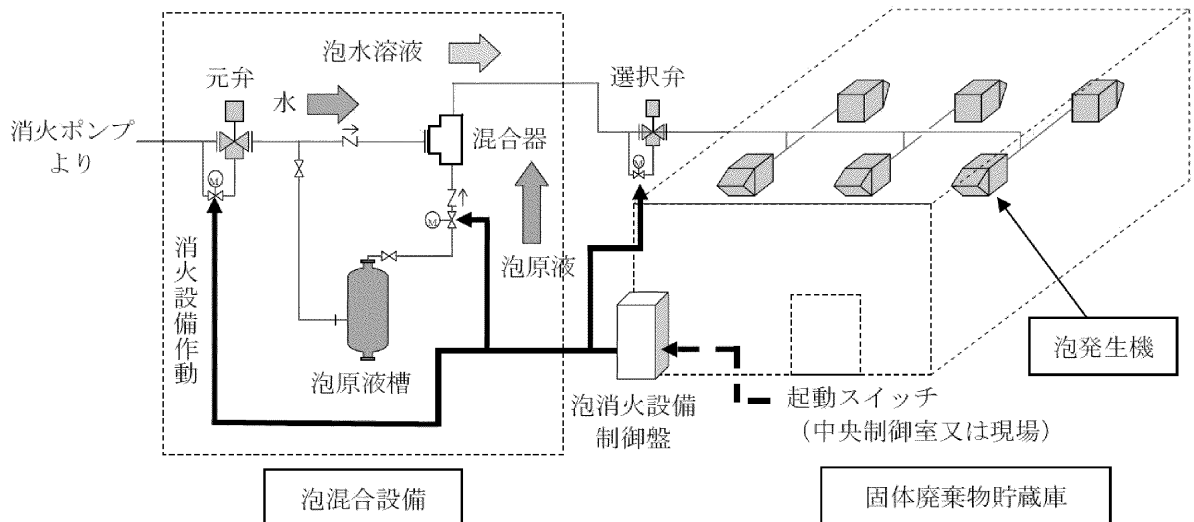 泡水溶液
元弁
水
選択弁
消火ポンプ
より
混合器
M
M
M
消火設備作動
泡原液
泡原液槽
泡発生機
泡消火設備
制御盤
起動スイッチ
（中央制御室又は現場）
泡混合設備
固体廃棄物貯蔵庫